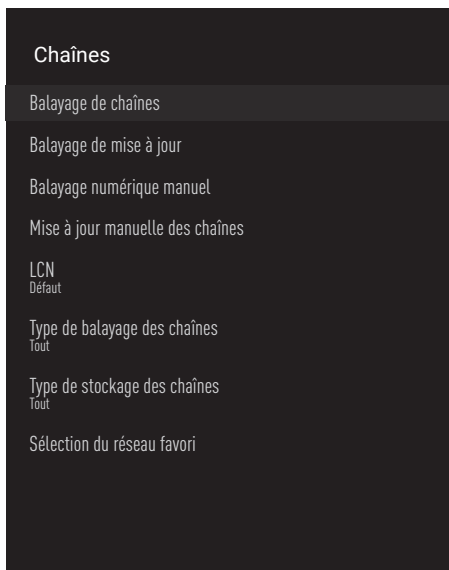 Chaînes
Balayage de chaînes
Balayage de mise à jour
Balayage numérique manuel
Mise à jour manuelle des chaînes
LCN
Défaut
Type de balayage des chaînes
Tout
Type de stockage des chaînes
Tout
Sélection du réseau favori